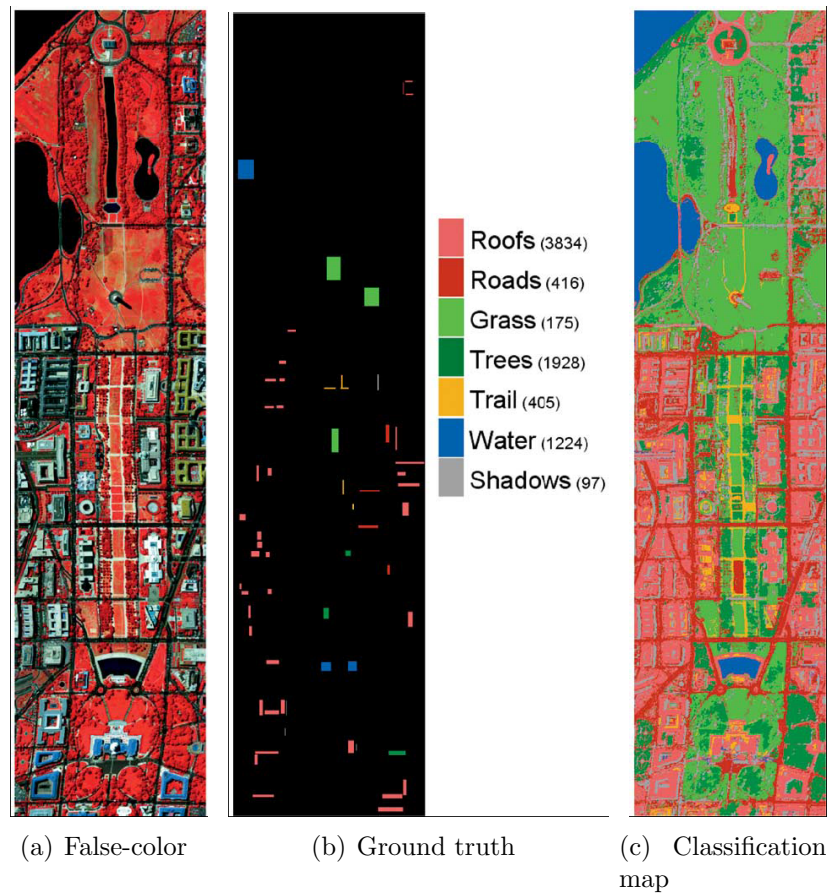 Roofs (3834)
Roads (416)
Grass (175)
Trees (1928)
Trail (405)
Water (1224)
Shadows (97)
(a) False-color
(b) Ground truth
(c) Classification
map